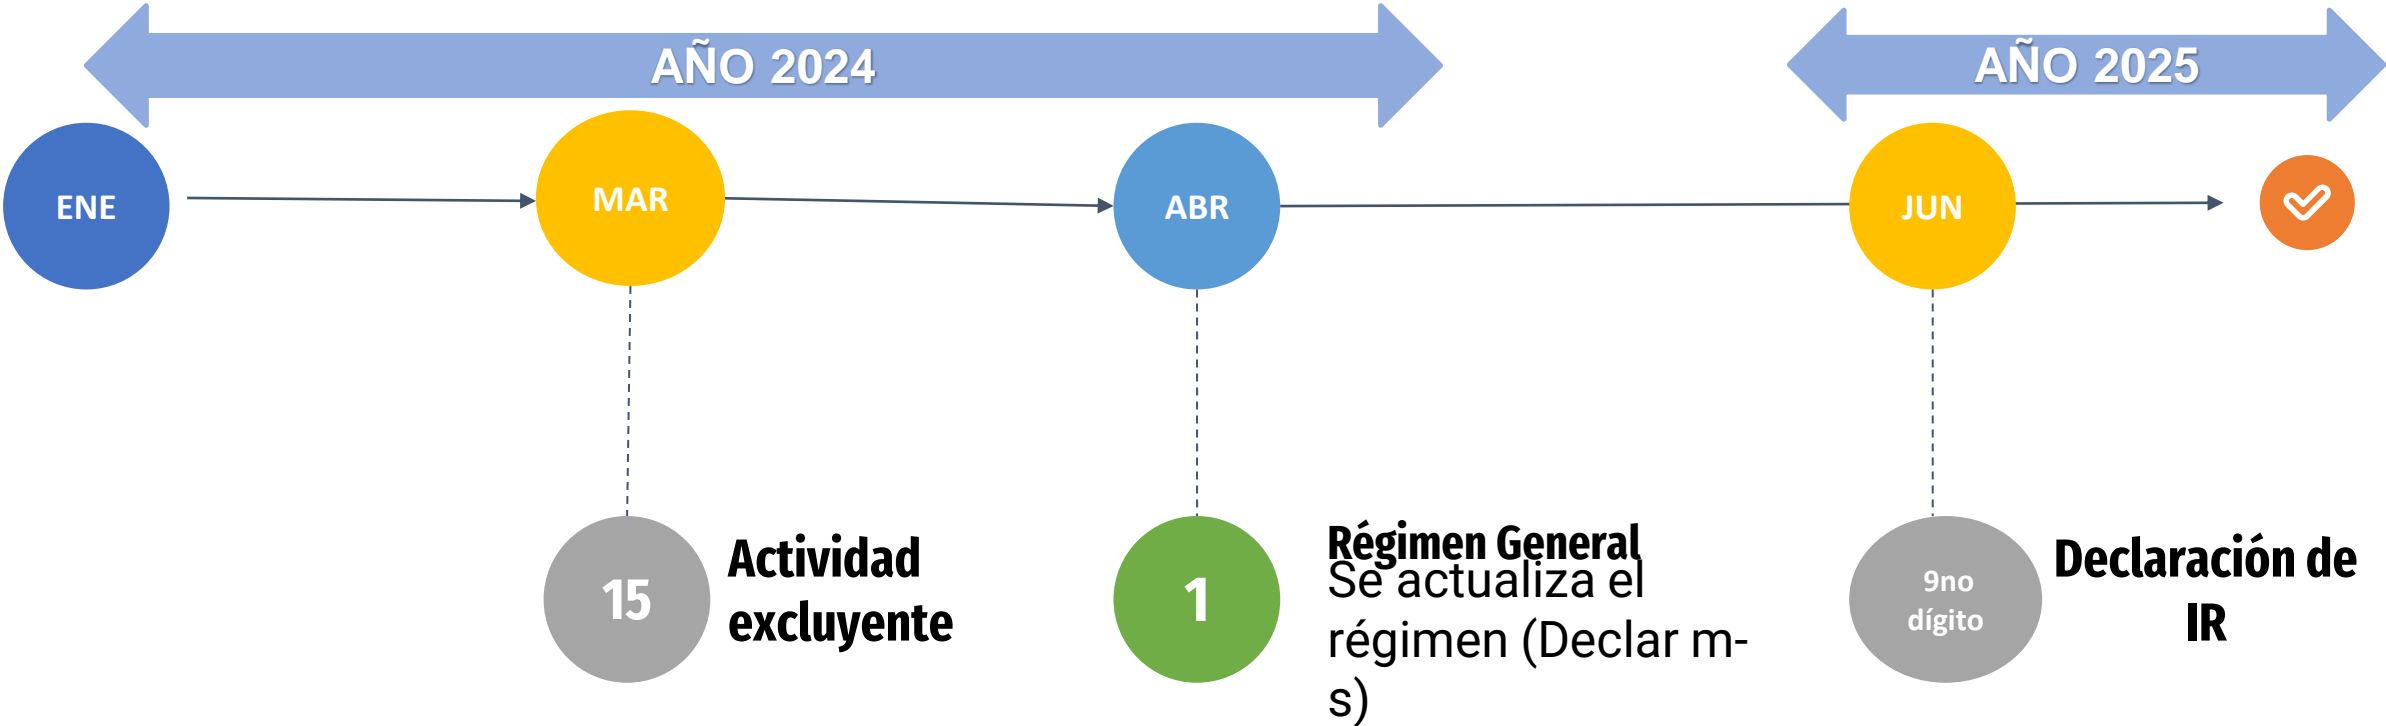 AÑO 2024
AÑO 2025
ENE
MAR
ABR
JUN
15
Actividad
excluyente
1
Régimen General
Se actualiza el
régimen (Declar m-
s)
9no
dígito
Declaración de
IR